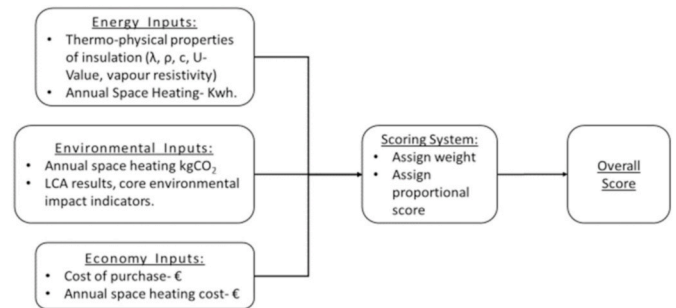 Energy Inputs:
• Thermo-physical properties
of insulation (λ, ρ, c, U-
Value, vapour resistivity)
• Annual Space Heating- Kwh.
Environmental Inputs:
• Annual space heating kgCO₂
• LCA results, core environmental
impact indicators.
Economy Inputs:
• Cost of purchase- €
• Annual space heating cost- €
Scoring System:
• Assign weight
• Assign
proportional
score
Overall
Score